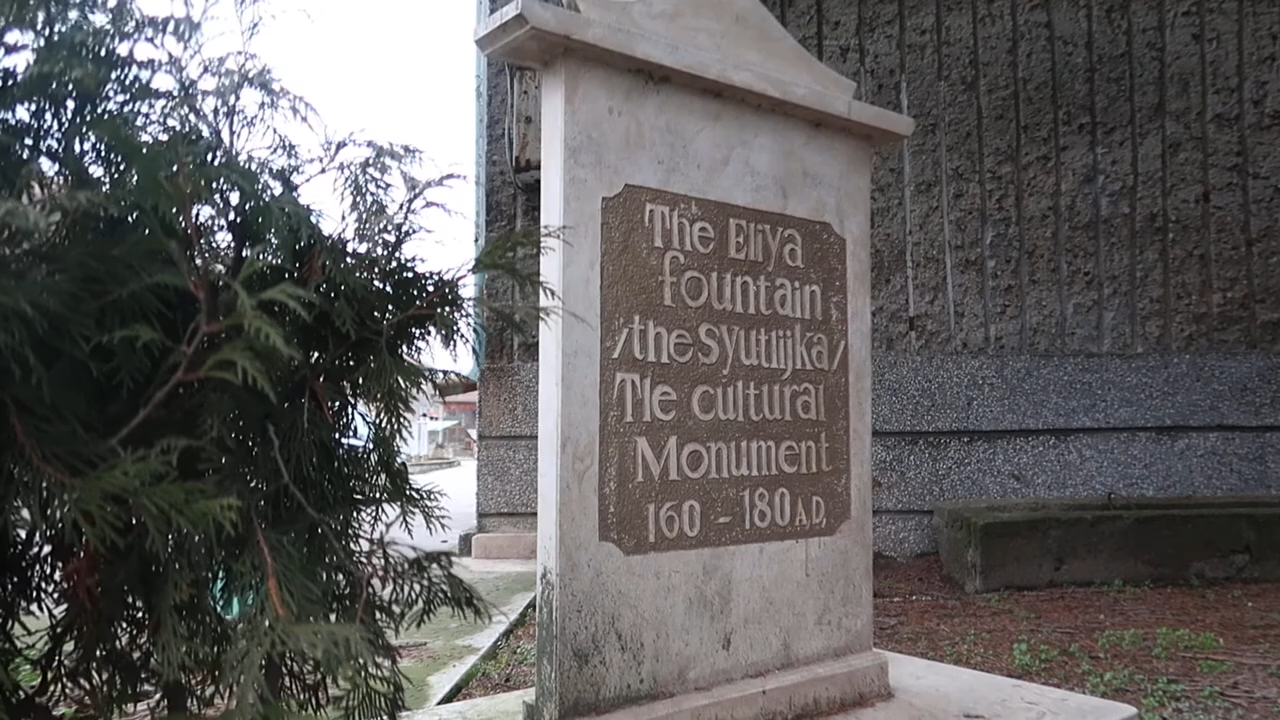 The Eliya
fountain
/the Syutlijka/
Tle cultural
Monument
160 - 180 A.D.